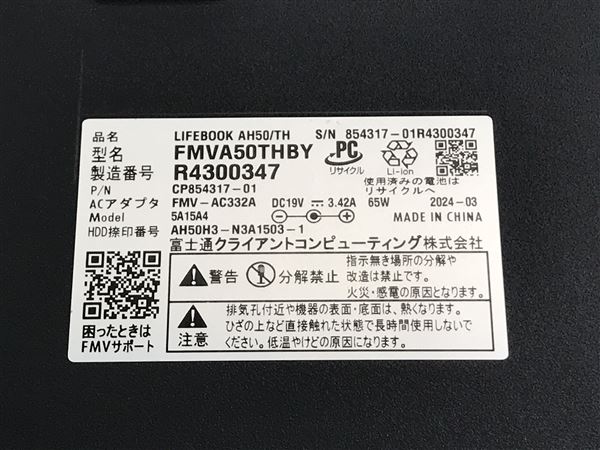 品名 LIFEBOOK AH50/TH S/N 854317-01R4300347
型名 FMVA50THBY
製造番号 R4300347
PC
リサイクル
Li-ion
使用済みの電池は
リサイクルへ
P/N CP854317-01
ACアダプタ FMV-AC332A DC19V 3.42A 65W 2024-03
Model 5A15A4 MADE IN CHINA
HDD捺印番号 AH50H3-N3A1503-1
富士通クライアントコンピューティング株式会社
警告 分解禁止
指示無き場所の分解や
改造は禁止です。
火災・感電の原因となります。
注意
排気孔付近や機器の表面・底面は、熱くなります。
ひざの上など直接触れた状態で長時間使用しないで
ください。低温やけどの原因になります。
困ったときは
FMVサポート